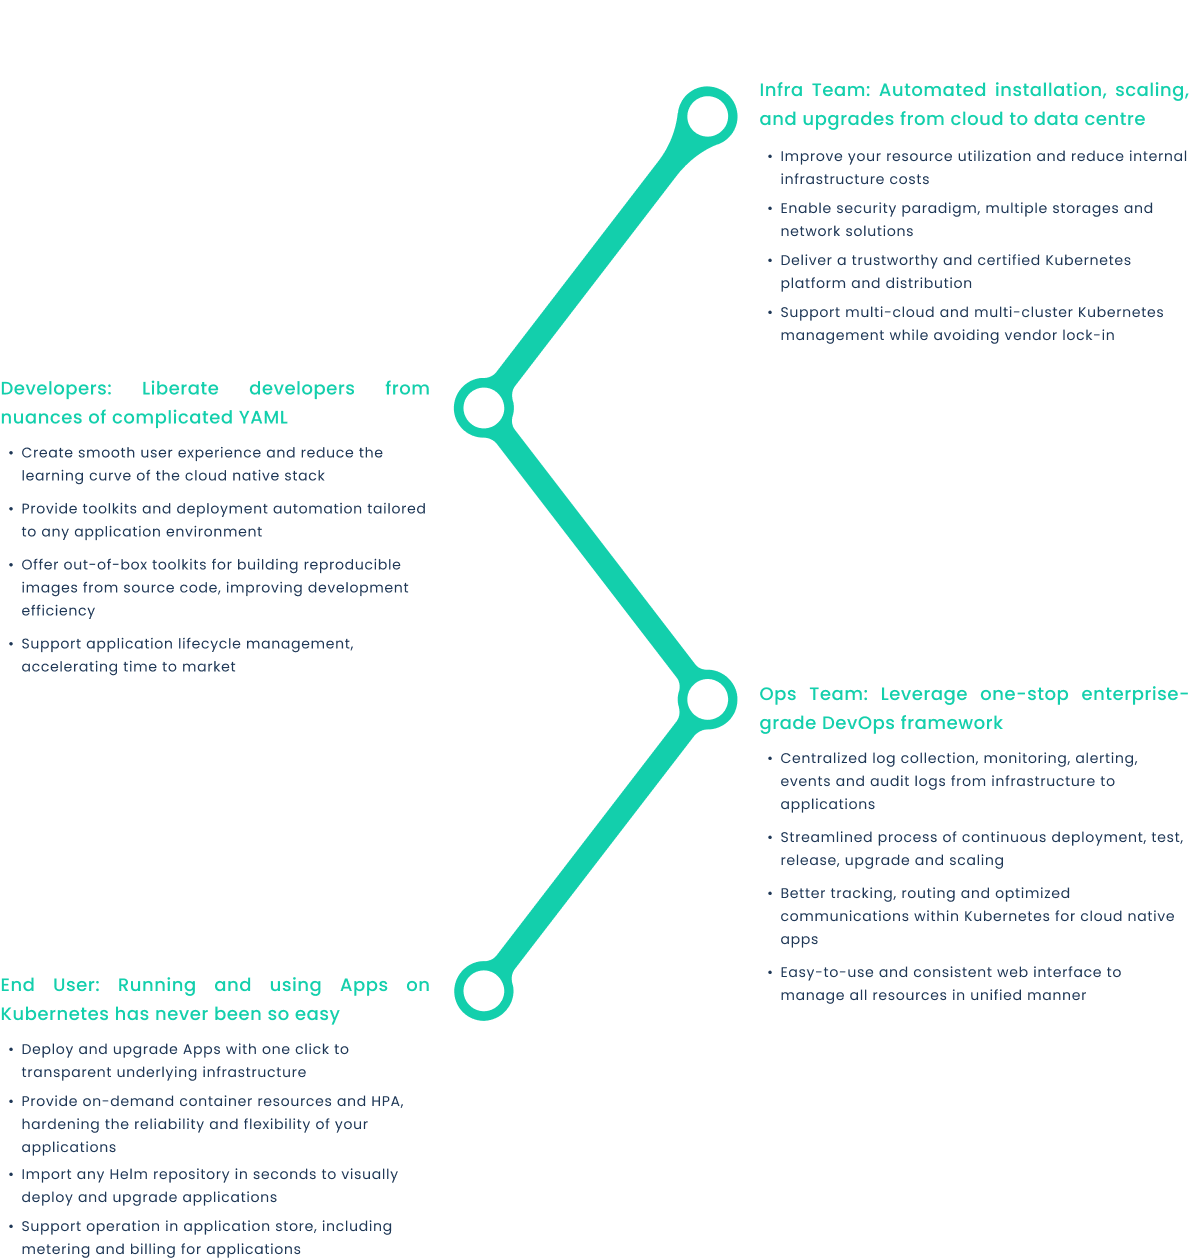 Infra Team: Automated installation, scaling,
and upgrades from cloud to data centre
• Improve your resource utilization and reduce internal
infrastructure costs
• Enable security paradigm, multiple storages and
network solutions
• Deliver a trustworthy and certified Kubernetes
platform and distribution
• Support multi-cloud and multi-cluster Kubernetes
management while avoiding vendor lock-in
Developers: Liberate developers from
nuances of complicated YAML
• Create smooth user experience and reduce the
learning curve of the cloud native stack
• Provide toolkits and deployment automation tailored
to any application environment
• Offer out-of-box toolkits for building reproducible
images from source code, improving development
efficiency
• Support application lifecycle management,
accelerating time to market
Ops Team: Leverage one-stop enterprise-
grade DevOps framework
• Centralized log collection, monitoring, alerting,
events and audit logs from infrastructure to
applications
• Streamlined process of continuous deployment, test,
release, upgrade and scaling
• Better tracking, routing and optimized
communications within Kubernetes for cloud native
apps
• Easy-to-use and consistent web interface to
manage all resources in unified manner
End User: Running and using Apps on
Kubernetes has never been so easy
• Deploy and upgrade Apps with one click to
transparent underlying infrastructure
• Provide on-demand container resources and HPA,
hardening the reliability and flexibility of your
applications
• Import any Helm repository in seconds to visually
deploy and upgrade applications
• Support operation in application store, including
metering and billing for applications